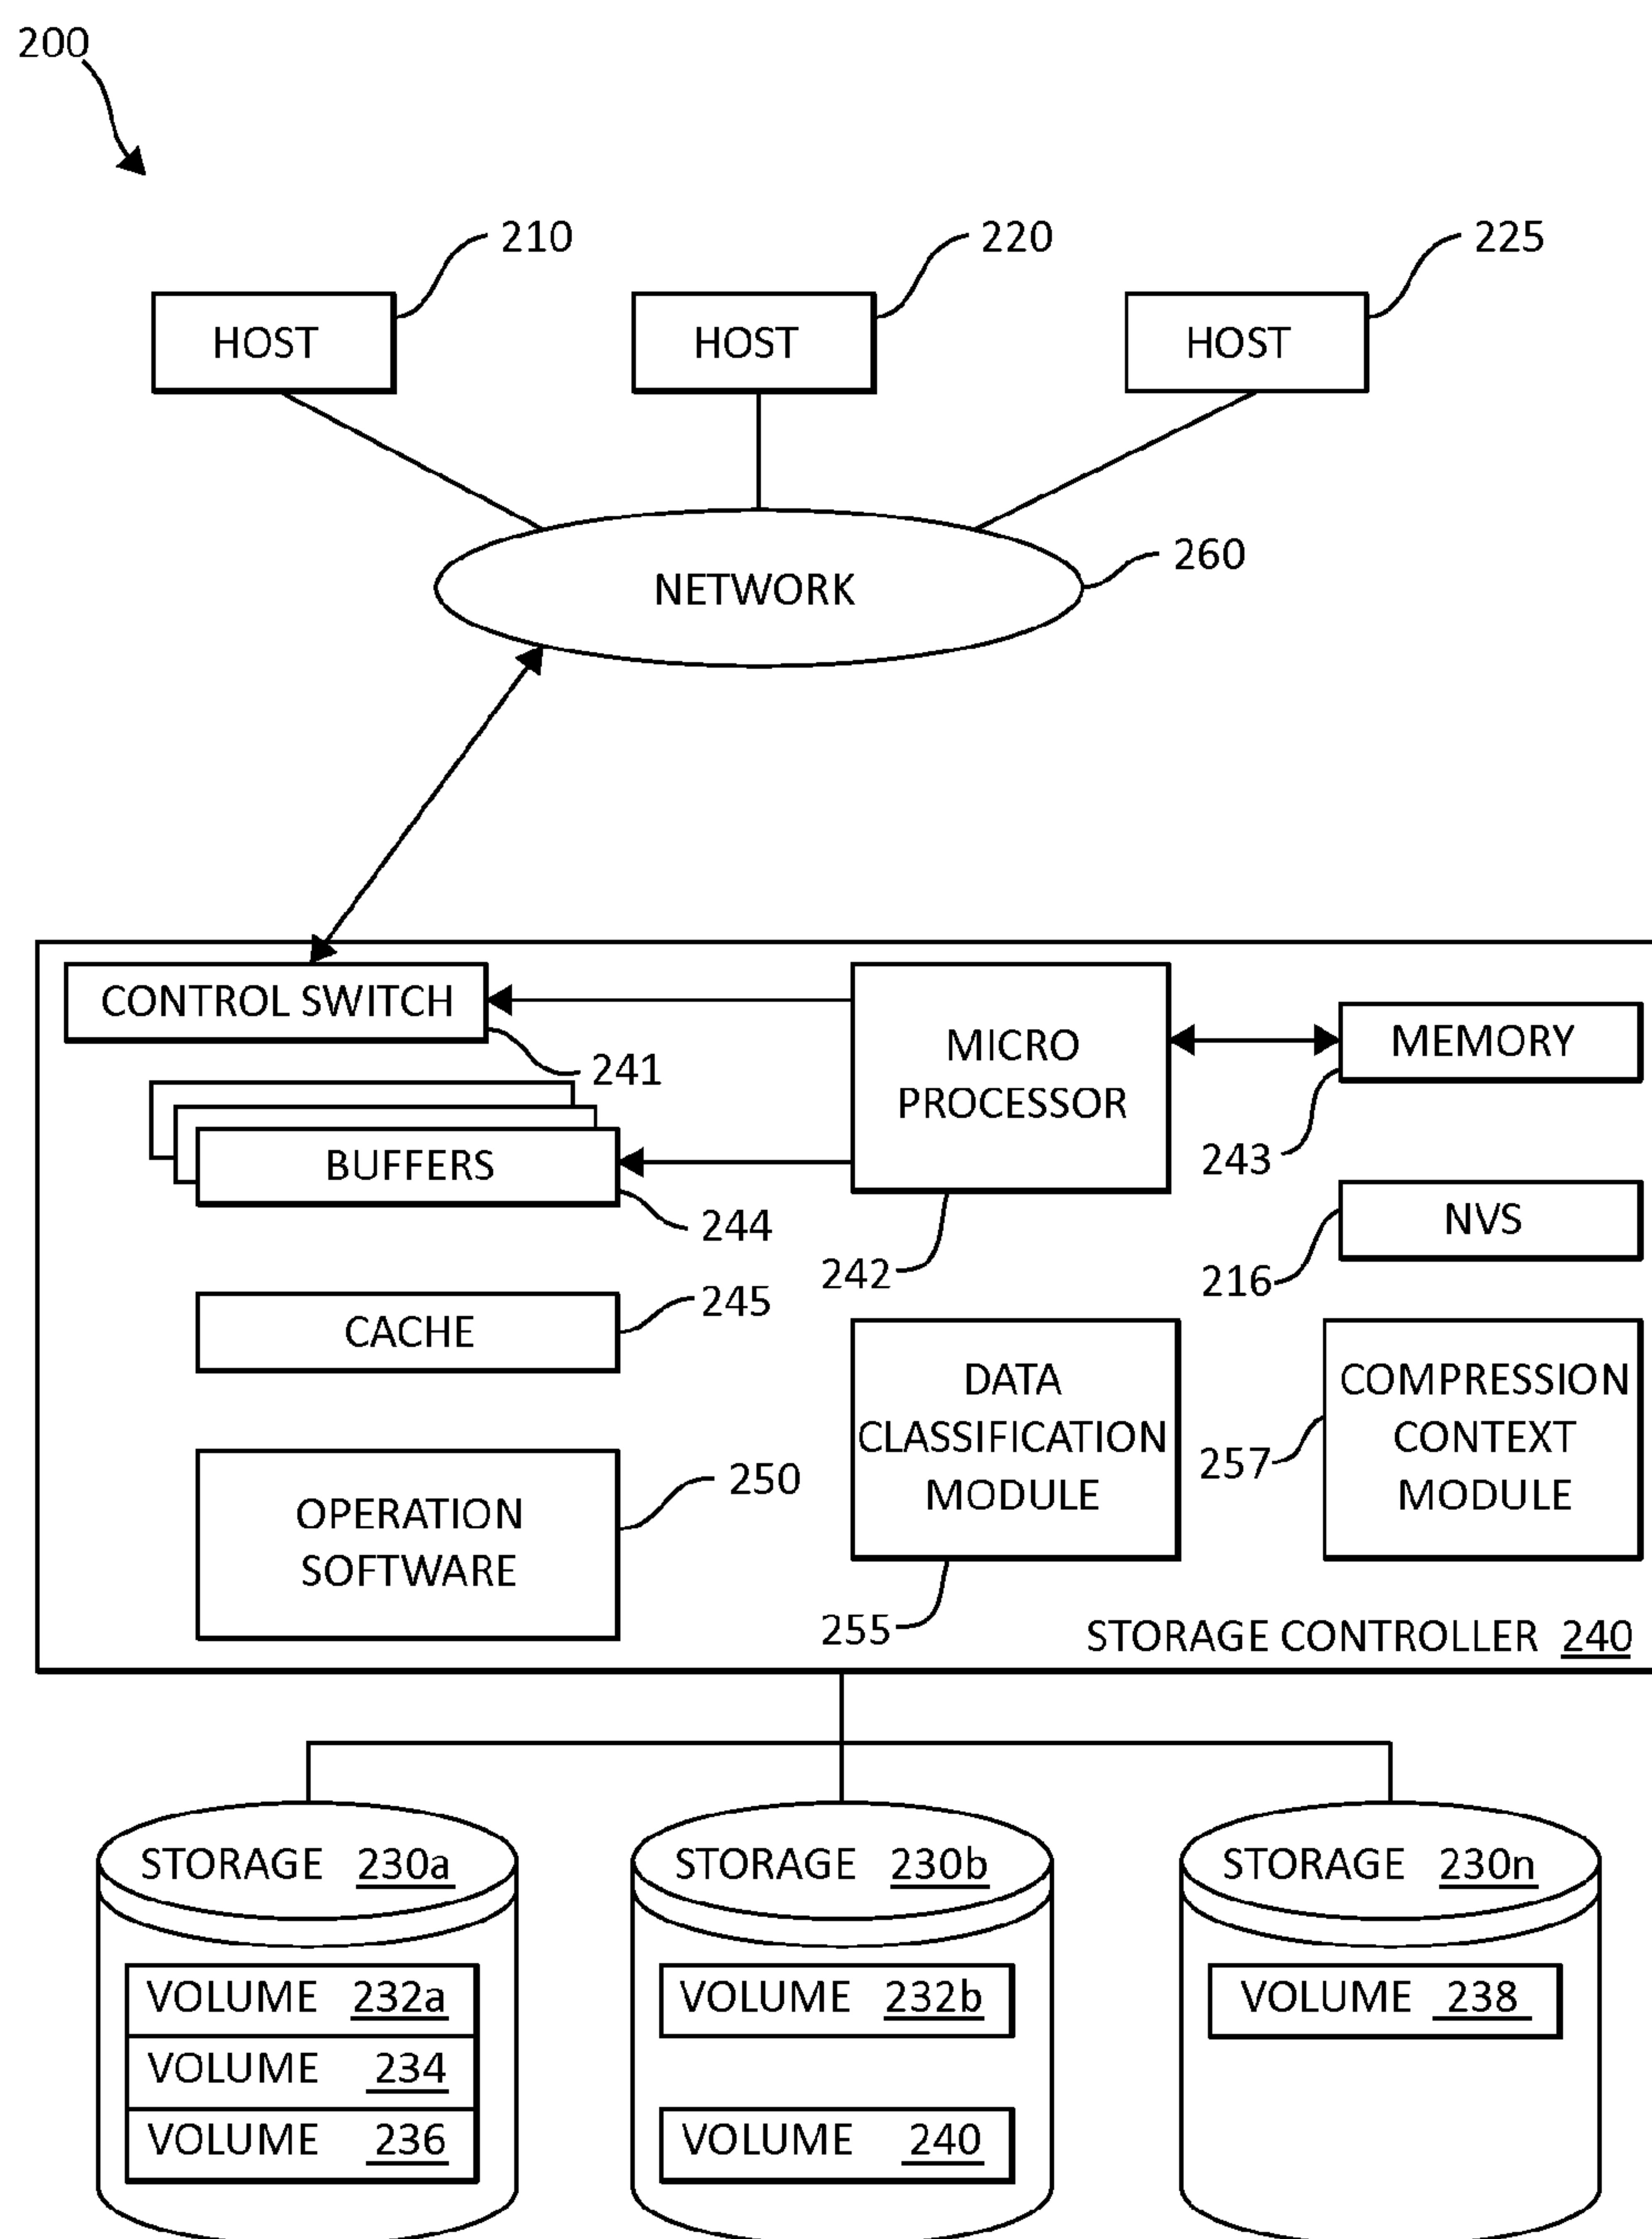 200
210
220
225
HOST
HOST
HOST
260
NETWORK
CONTROL SWITCH
241
MICRO
PROCESSOR
MEMORY
243
BUFFERS
244
242
NVS
216
CACHE
245
DATA
CLASSIFICATION
MODULE
255
COMPRESSION
CONTEXT
MODULE
257
OPERATION
SOFTWARE
250
STORAGE CONTROLLER 240
STORAGE 230a
VOLUME 232a
VOLUME 234
VOLUME 236
STORAGE 230b
VOLUME 232b
VOLUME 240
STORAGE 230n
VOLUME 238